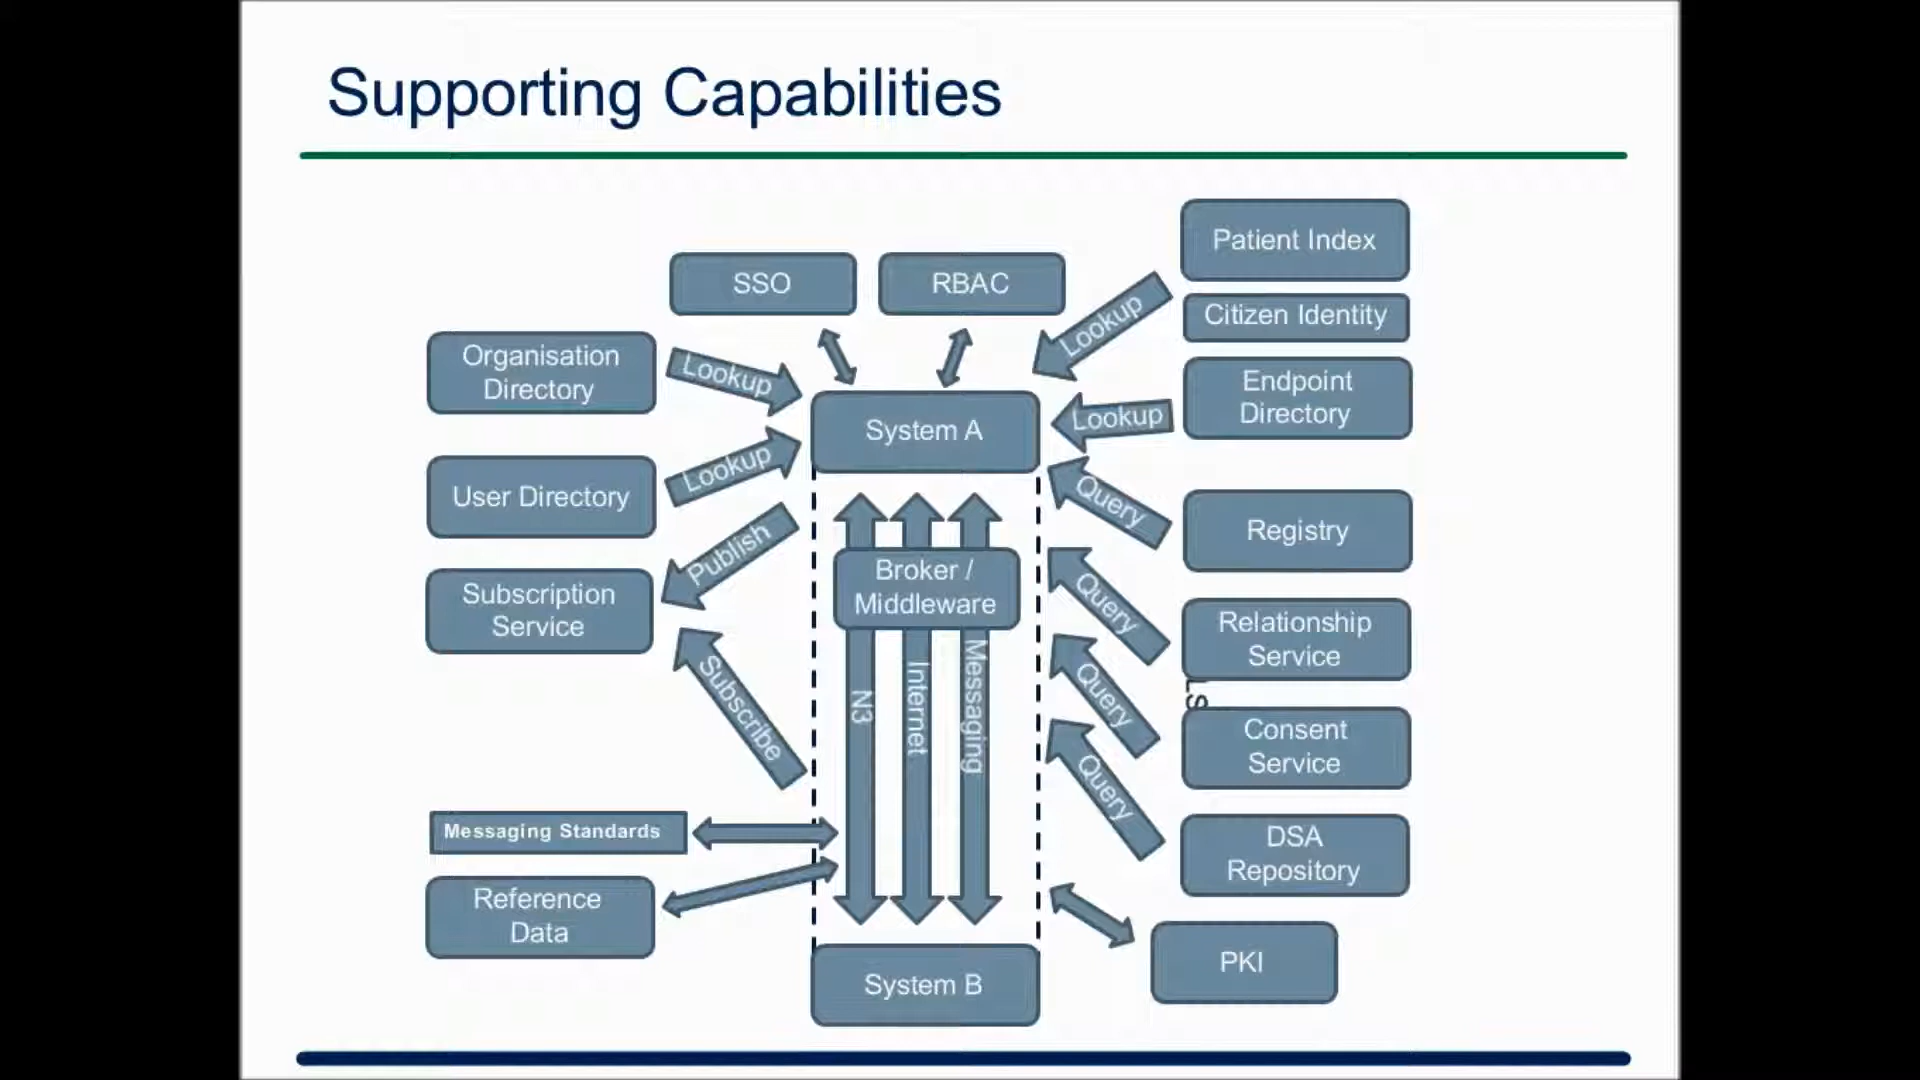 Supporting Capabilities
Patient Index
SSO
RBAC
Lookup
Citizen Identity
Organisation
Directory
Lookup
Endpoint
Directory
Lookup
System A
User Directory
Lookup
Query
Registry
Publish
Subscription
Service
Broker /
Middleware
Query
Relationship
Service
Subscribe
N3
Internet
Messaging
Query
LS
Consent
Service
Query
Messaging Standards
DSA
Repository
Reference
Data
PKI
System B